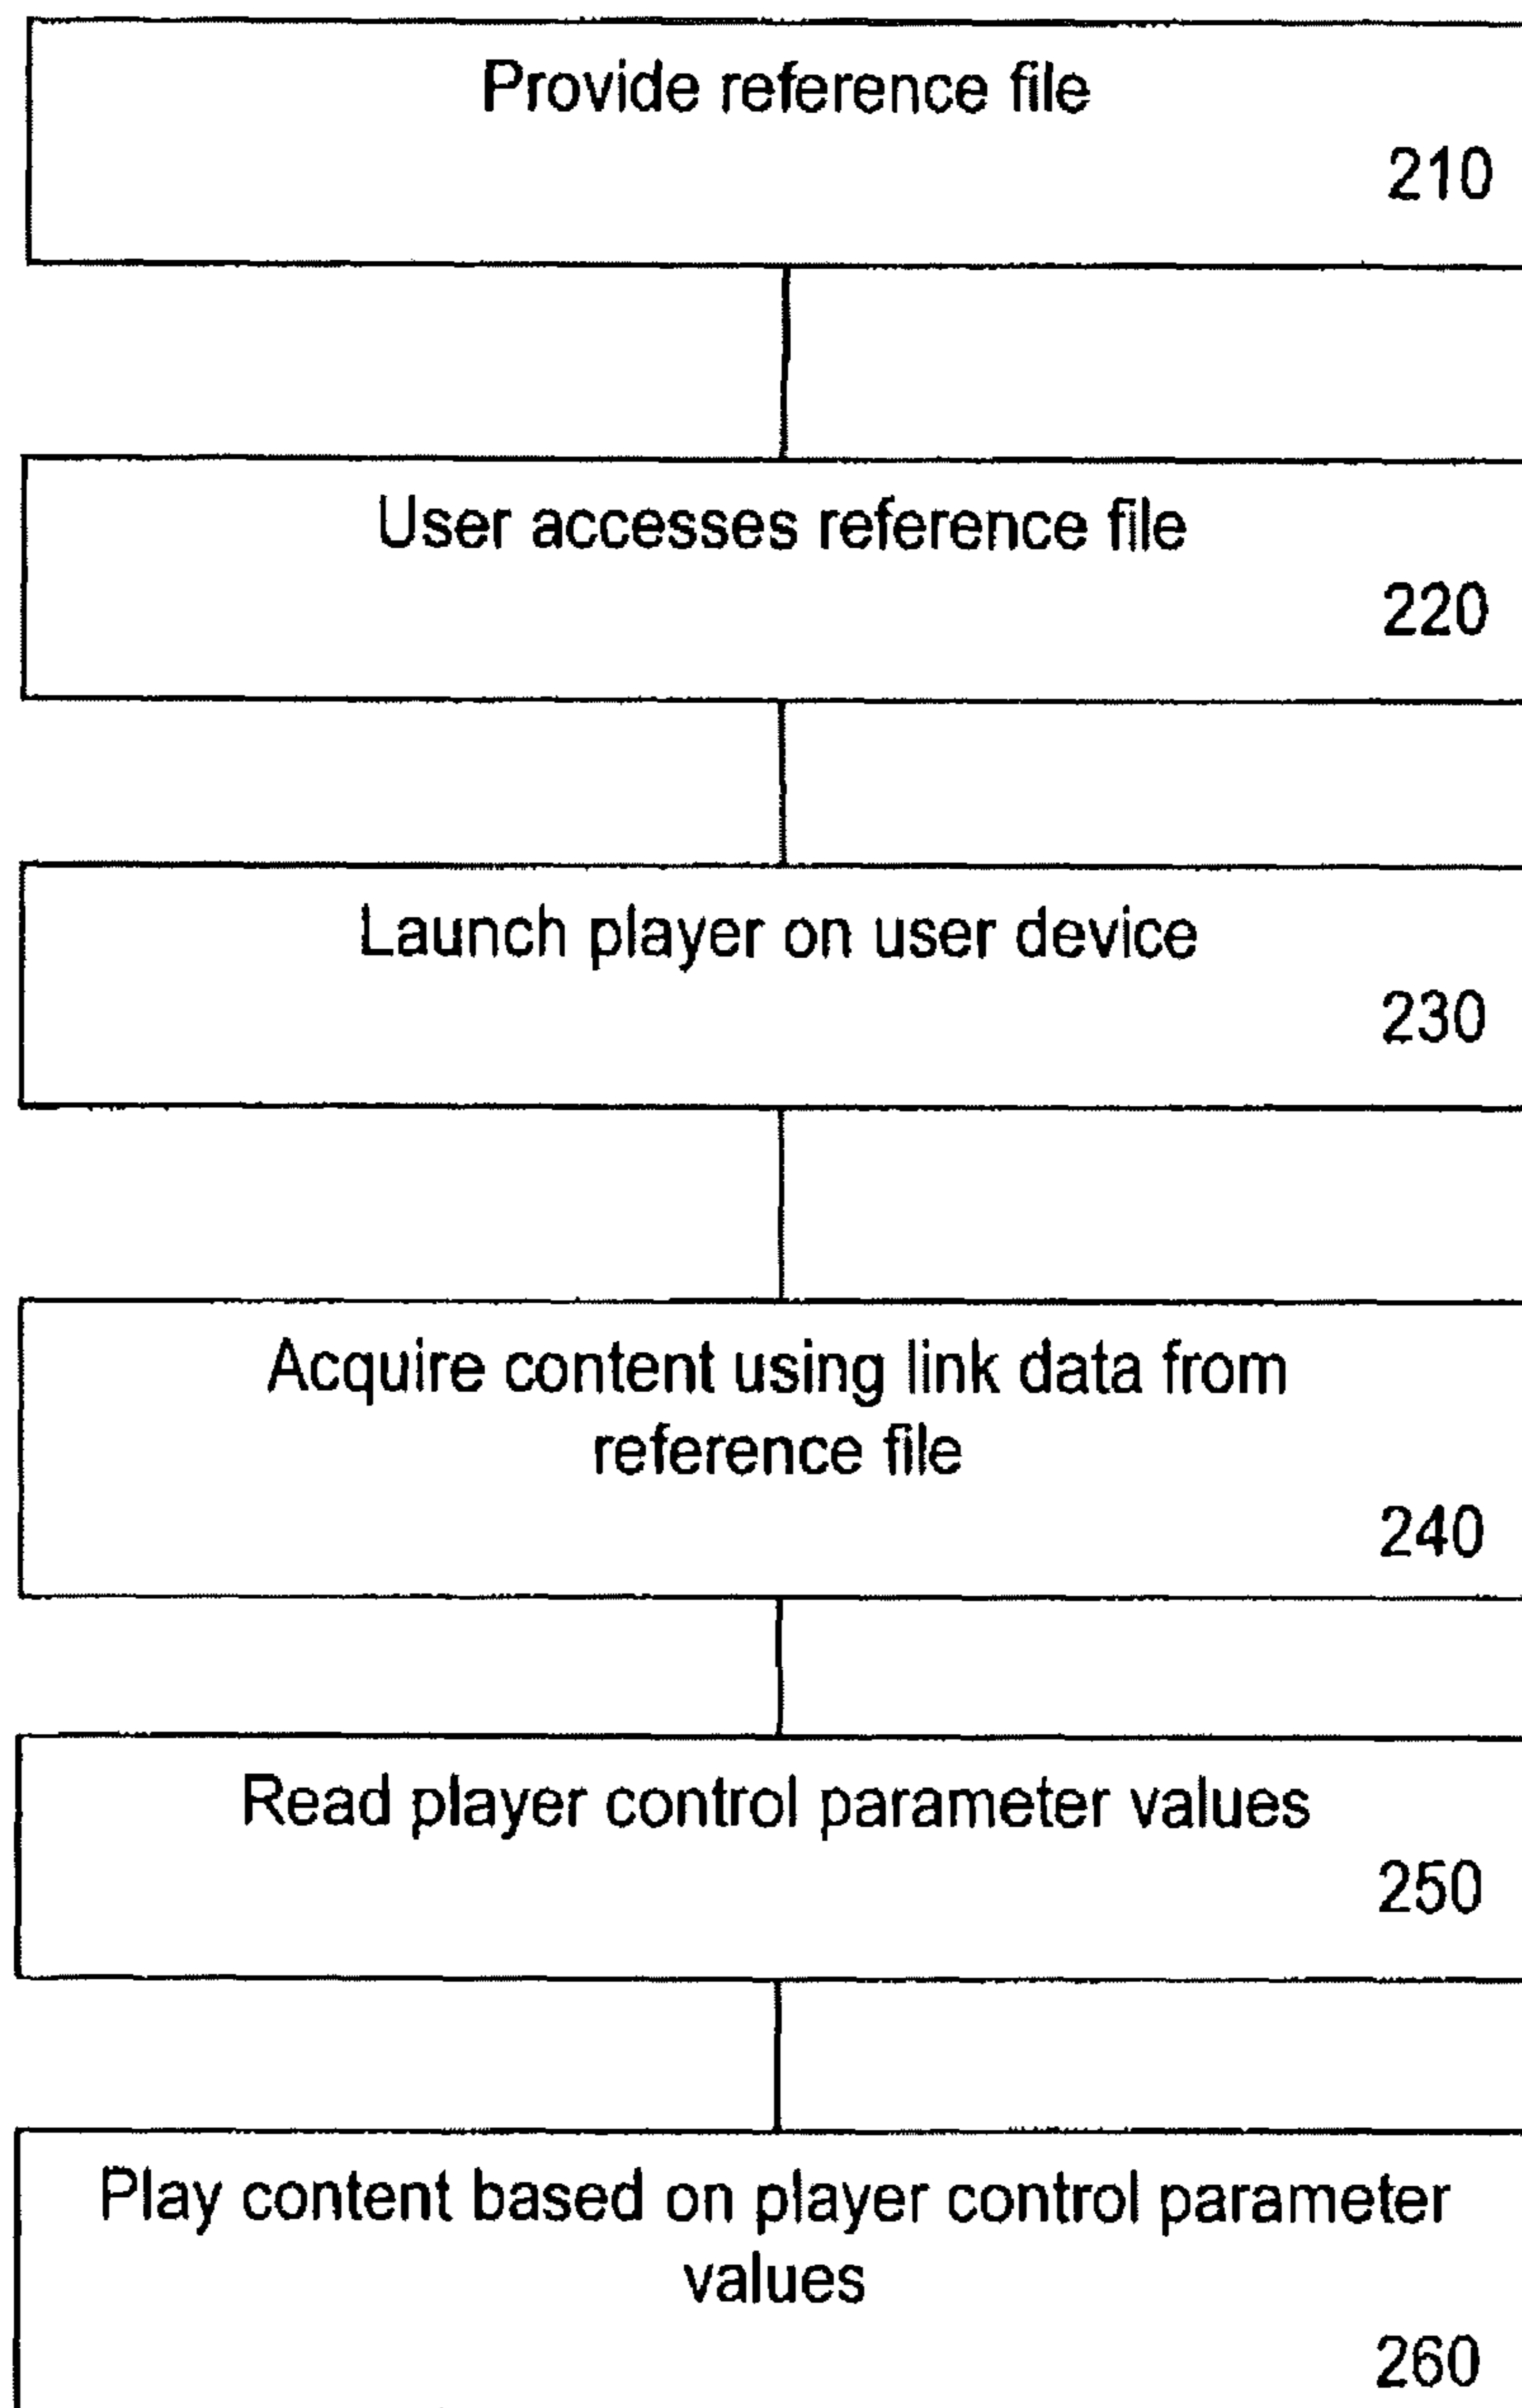 Provide reference file
210
User accesses reference file
220
Launch player on user device
230
Acquire content using link data from
reference file
240
Read player control parameter values
250
Play content based on player control parameter
values
260